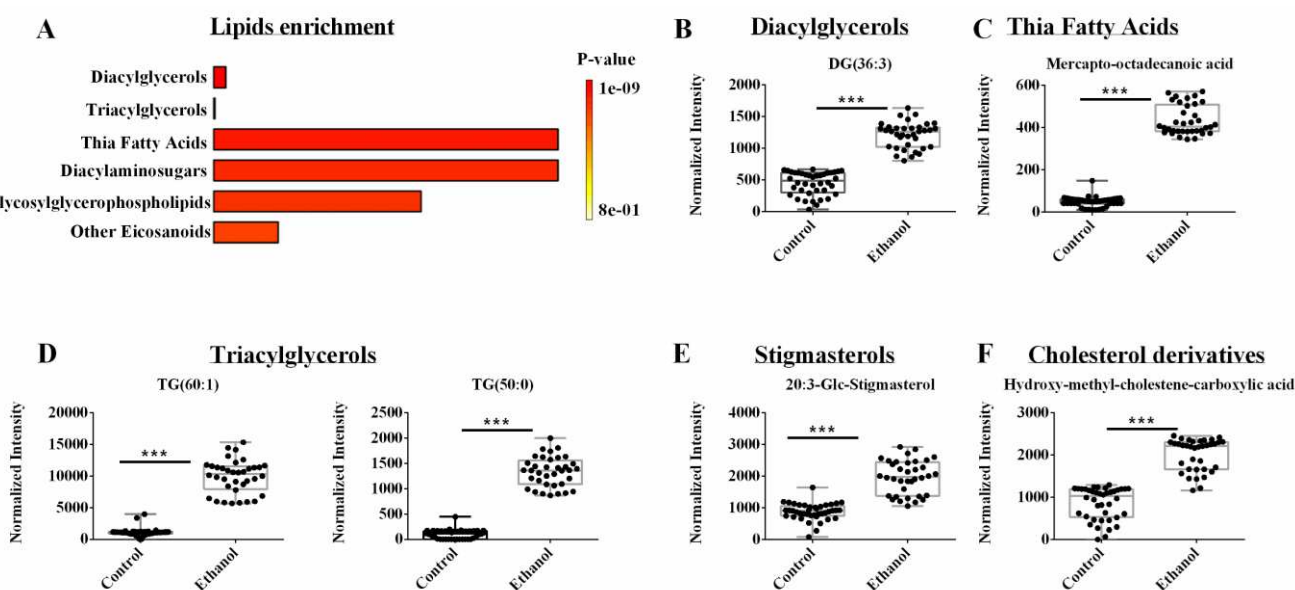 A Lipids enrichment
Diacylglycerols
Triacylglycerols
Thia Fatty Acids
Diacylaminosugars
lycosylglycerophospholipids
Other Eicosanoids
P-value
1e-09
8e-01
B Diacylglycerols
DG(36:3)
Normalized Intensity
2000
1500
1000
500
0
***
Control
Ethanol
C Thia Fatty Acids
Mercapto-octadecanoic acid
Normalized Intensity
600
400
200
0
***
Control
Ethanol
D Triacylglycerols
TG(60:1)
Normalized Intensity
20000
15000
10000
5000
0
***
Control
Ethanol
TG(50:0)
Normalized Intensity
2500
2000
1500
1000
500
0
***
Control
Ethanol
E Stigmasterols
20:3-Glc-Stigmasterol
Normalized Intensity
4000
3000
2000
1000
0
***
Control
Ethanol
F Cholesterol derivatives
Hydroxy-methyl-cholestene-carboxylic acid
Normalized Intensity
3000
2000
1000
0
***
Control
Ethanol